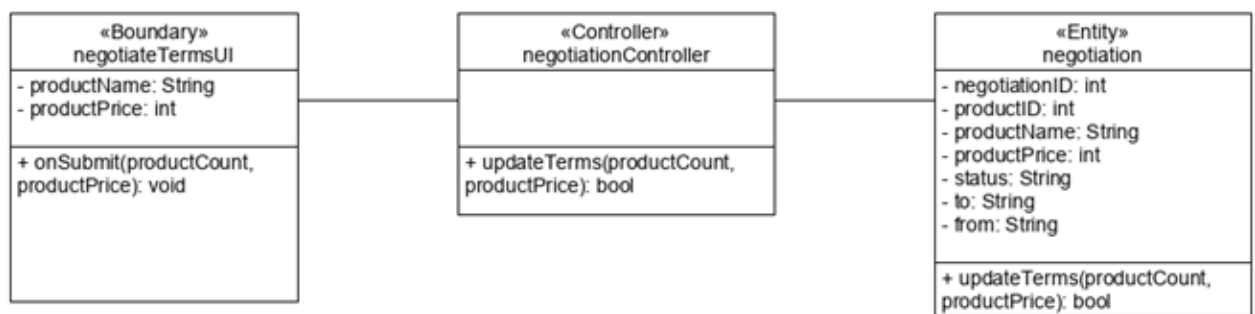 «Boundary»
negotiateTermsUI
- productName: String
- productPrice: int
+ onSubmit(productCount,
productPrice): void
«Controller»
negotiationController
+ updateTerms(productCount,
productPrice): bool
«Entity»
negotiation
- negotiationID: int
- productID: int
- productName: String
- productPrice: int
- status: String
- to: String
- from: String
+ updateTerms(productCount,
productPrice): bool